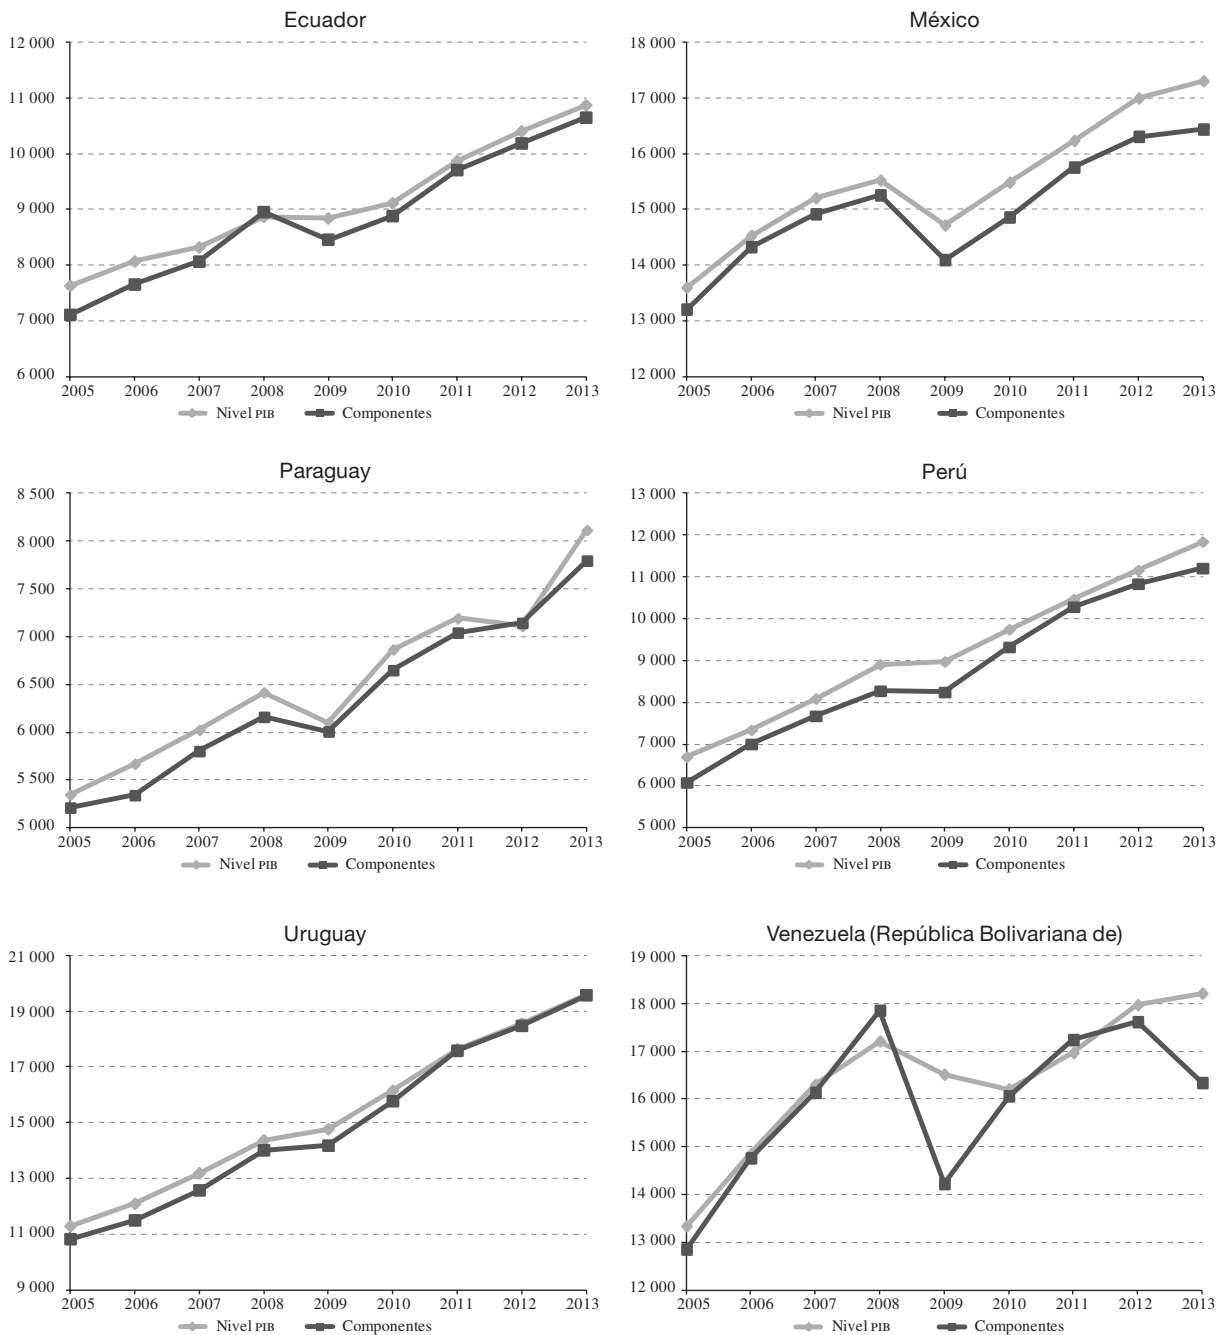 Ecuador
12 000
11 000
10 000
9 000
8 000
7 000
6 000
2005 2006 2007 2008 2009 2010 2011 2012 2013
Nivel PIB Componentes
México
18 000
17 000
16 000
15 000
14 000
13 000
12 000
2005 2006 2007 2008 2009 2010 2011 2012 2013
Nivel PIB Componentes
Paraguay
8 500
8 000
7 500
7 000
6 500
6 000
5 500
5 000
2005 2006 2007 2008 2009 2010 2011 2012 2013
Nivel PIB Componentes
Perú
13 000
12 000
11 000
10 000
9 000
8 000
7 000
6 000
5 000
2005 2006 2007 2008 2009 2010 2011 2012 2013
Nivel PIB Componentes
Uruguay
21 000
19 000
17 000
15 000
13 000
11 000
9 000
2005 2006 2007 2008 2009 2010 2011 2012 2013
Nivel PIB Componentes
Venezuela (República Bolivariana de)
19 000
18 000
17 000
16 000
15 000
14 000
13 000
12 000
2005 2006 2007 2008 2009 2010 2011 2012 2013
Nivel PIB Componentes